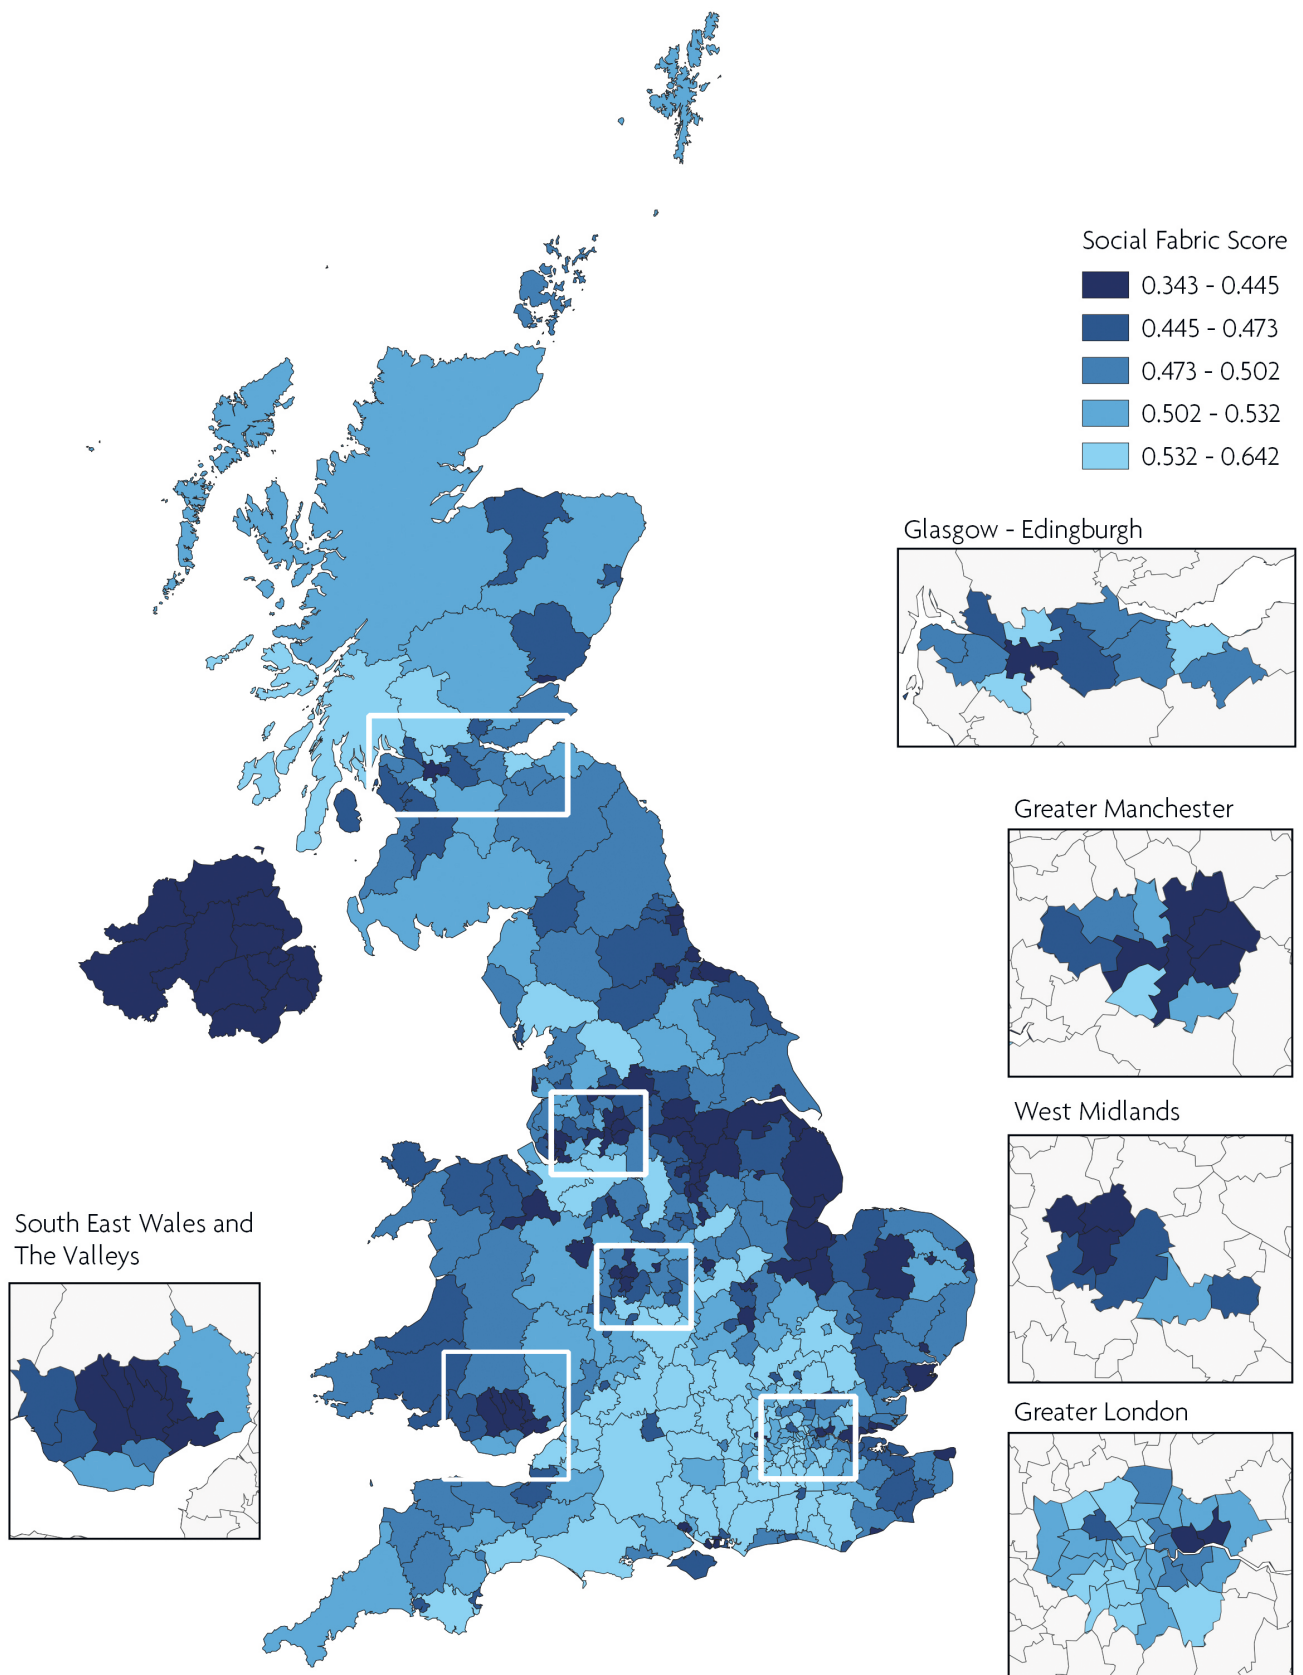 Social Fabric Score
0.343 - 0.445
0.445 - 0.473
0.473 - 0.502
0.502 - 0.532
0.532 - 0.642
Glasgow - Edingburgh
Greater Manchester
West Midlands
South East Wales and
The Valleys
Greater London